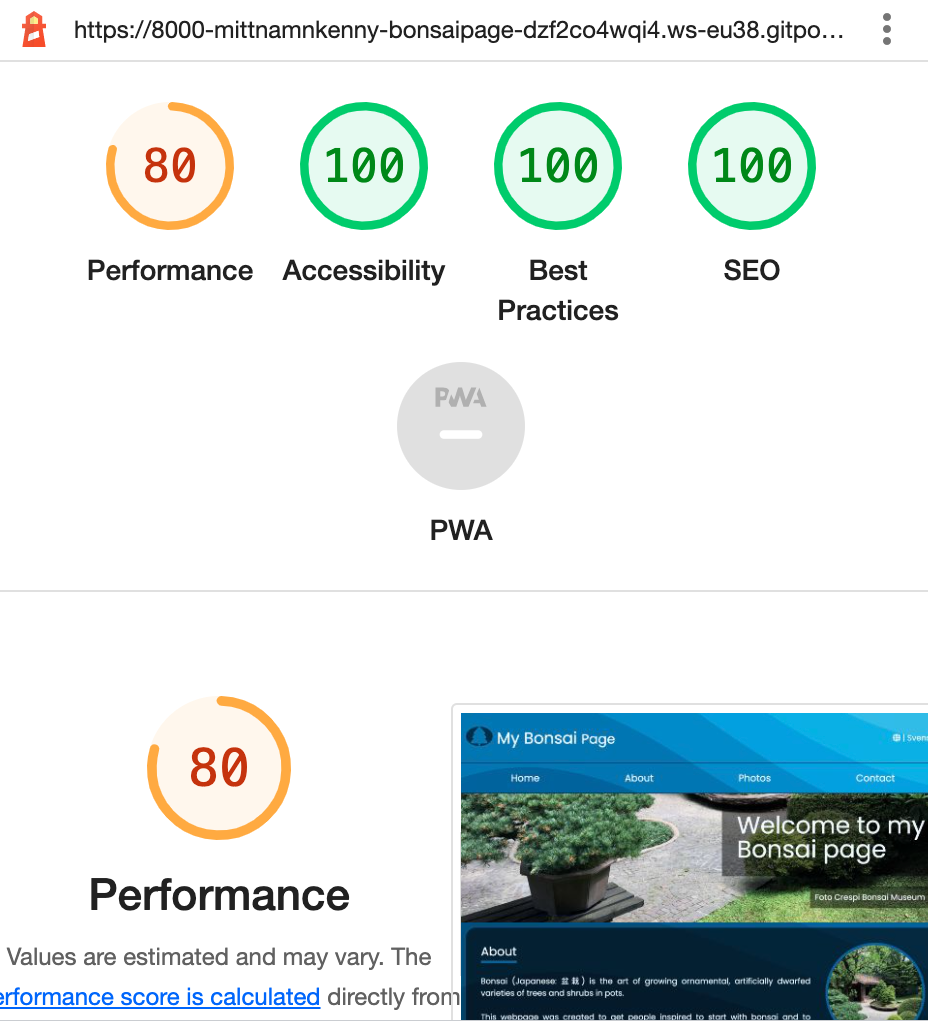 https://8000-mittnamnkenny-bonsaipage-dzf2co4wqi4.ws-eu38.gitpo…
80
100
100
100
Performance
Accessibility
Best
Practices
SEO
PWA
PWA
80
Performance
Values are estimated and may vary. The
erformance score is calculated directly from
My Bonsai Page
| Svens
Home
About
Photos
Contact
Welcome to my
Bonsai page
Foto Crespi Bonsai Museum
About
Bonsai (Japanese: 盆栽) is the art of growing ornamental, artificially dwarfed
varieties of trees and shrubs in pots.
This webpage was created to get people inspired to start with bonsai and to